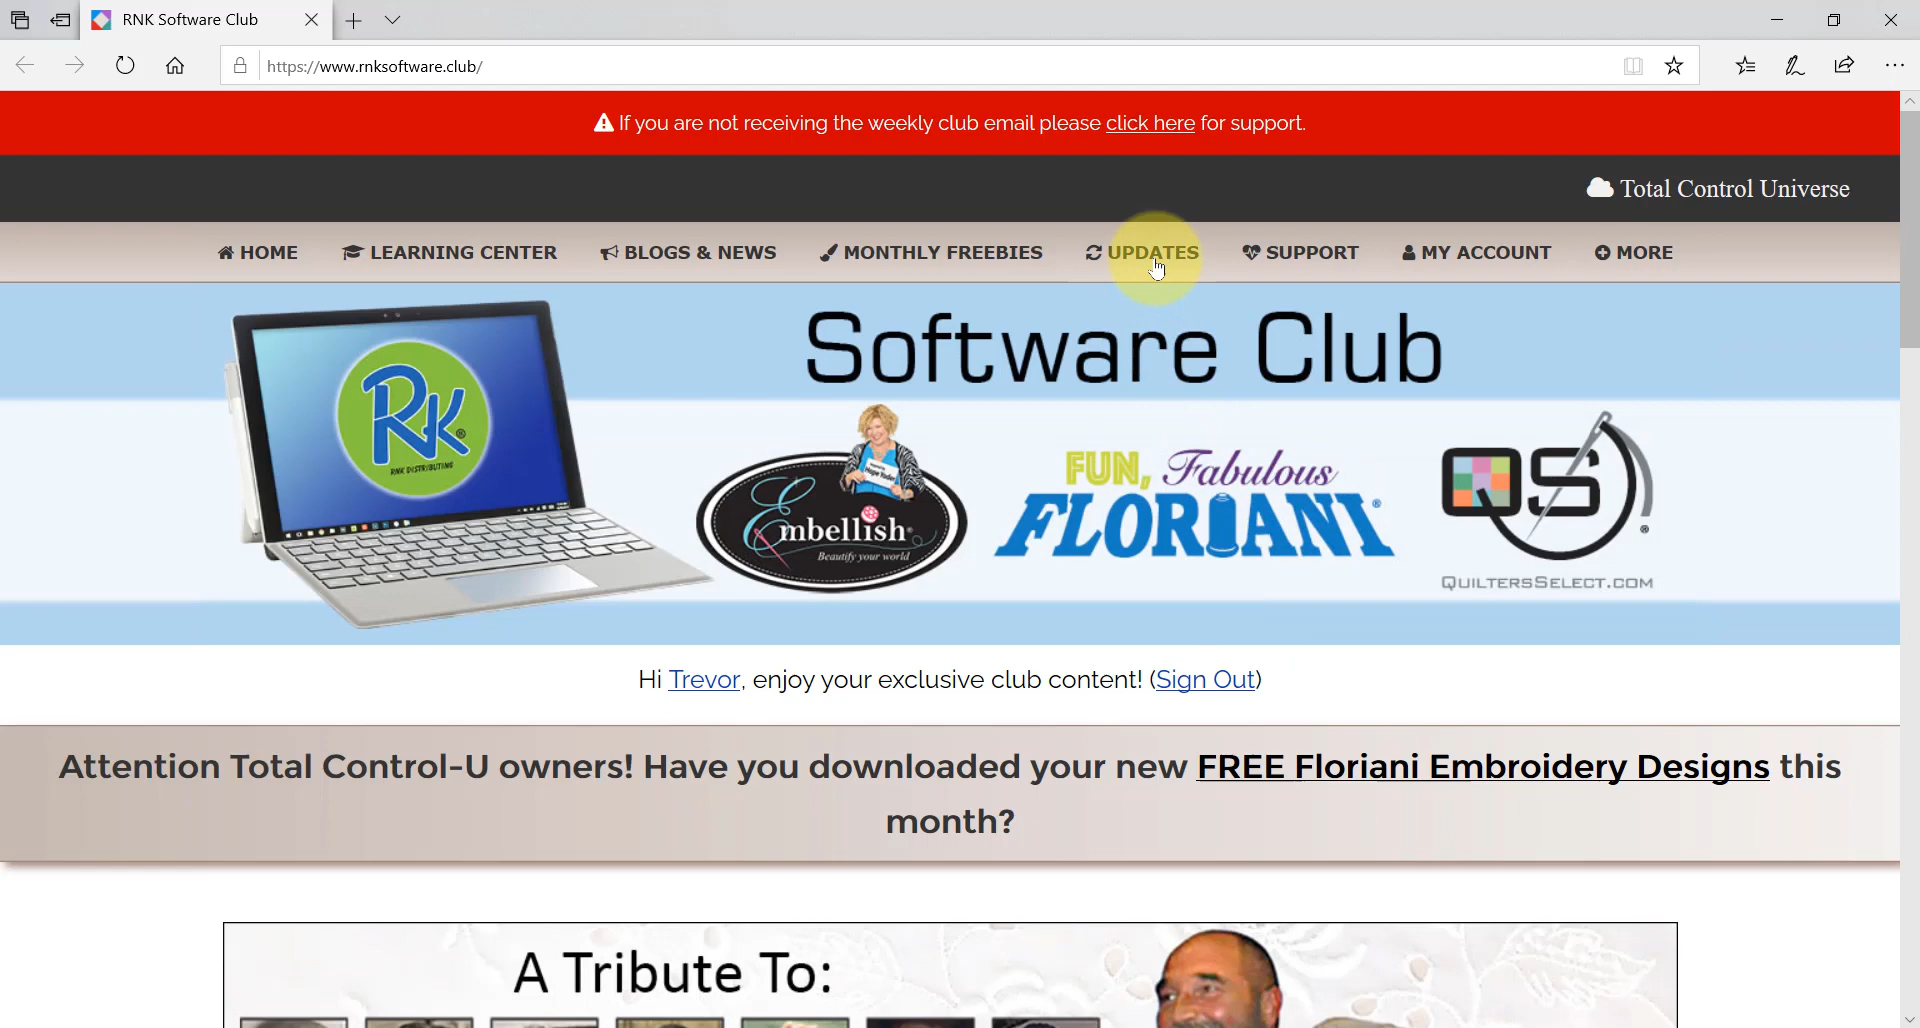 RNK Software Club
https://www.rnksoftware.club/
If you are not receiving the weekly club email please click here for support.
Total Control Universe
HOME LEARNING CENTER BLOGS & NEWS MONTHLY FREEBIES UPDATES SUPPORT MY ACCOUNT MORE
Software Club
RNK®
RNK DISTRIBUTING
Embellish®
Beautify your world
Hope Yoder
FUN, Fabulous
FLORIANI®
QS®
QUILTERSSELECT.COM
Hi Trevor, enjoy your exclusive club content! (Sign Out)
Attention Total Control-U owners! Have you downloaded your new FREE Floriani Embroidery Designs this
month?
A Tribute To: